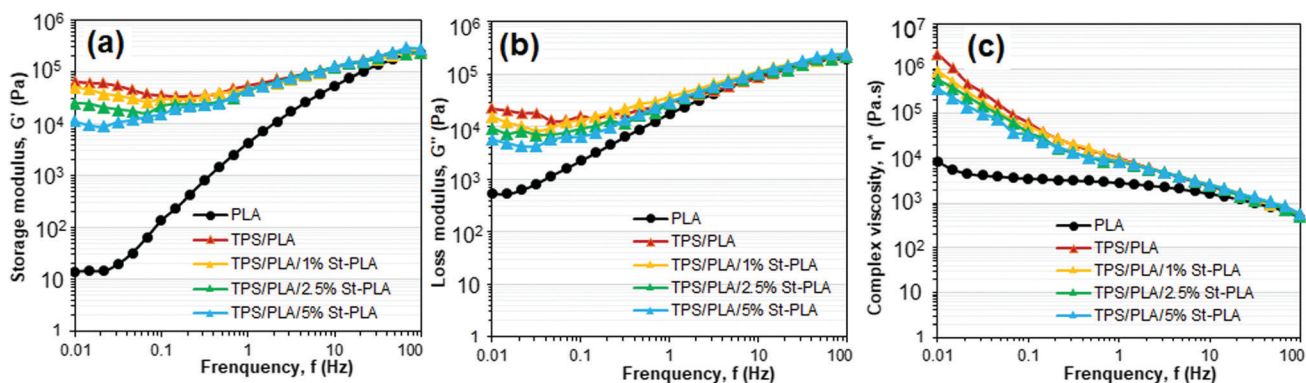 (a)
Storage modulus, G' (Pa)
10⁶
10⁵
10⁴
10³
10²
10
1
PLA
TPS/PLA
TPS/PLA/1% St-PLA
TPS/PLA/2.5% St-PLA
TPS/PLA/5% St-PLA
0.01 0.1 1 10 100
Frenquency, f (Hz)
(b)
Loss modulus, G" (Pa)
10⁶
10⁵
10⁴
10³
10²
10
1
PLA
TPS/PLA
TPS/PLA/1% St-PLA
TPS/PLA/2.5% St-PLA
TPS/PLA/5% St-PLA
0.01 0.1 1 10 100
Frenquency, f (Hz)
(c)
Complex viscosity, η* (Pa.s)
10⁷
10⁶
10⁵
10⁴
10³
10²
10
1
PLA
TPS/PLA
TPS/PLA/1% St-PLA
TPS/PLA/2.5% St-PLA
TPS/PLA/5% St-PLA
0.01 0.1 1 10 100
Frenquency, f (Hz)